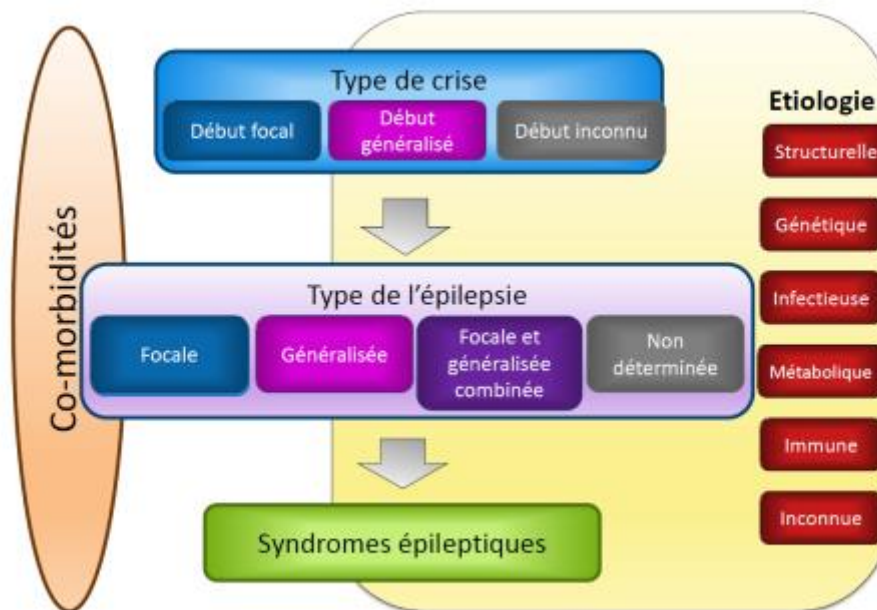 Co-morbidités
Type de crise
Début focal
Début
généralisé
Début inconnu
Type de l’épilepsie
Focale
Généralisée
Focale et
généralisée
combinée
Non
déterminée
Syndromes épileptiques
Etiologie
Structurelle
Génétique
Infectieuse
Métabolique
Immune
Inconnue